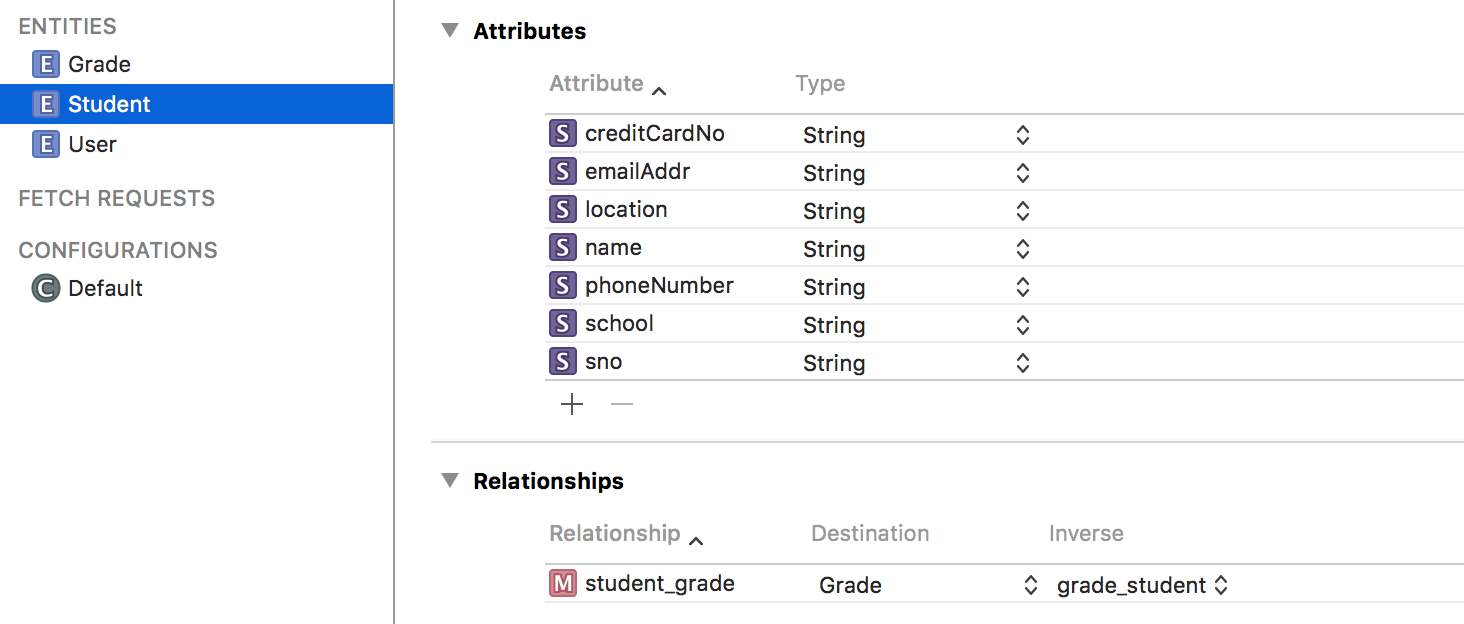 ENTITIES
E Grade
E Student
E User
FETCH REQUESTS
CONFIGURATIONS
C Default
Attributes
Attribute Type
S creditCardNo String
S emailAddr String
S location String
S name String
S phoneNumber String
S school String
S sno String
Relationships
Relationship Destination Inverse
M student_grade Grade grade_student